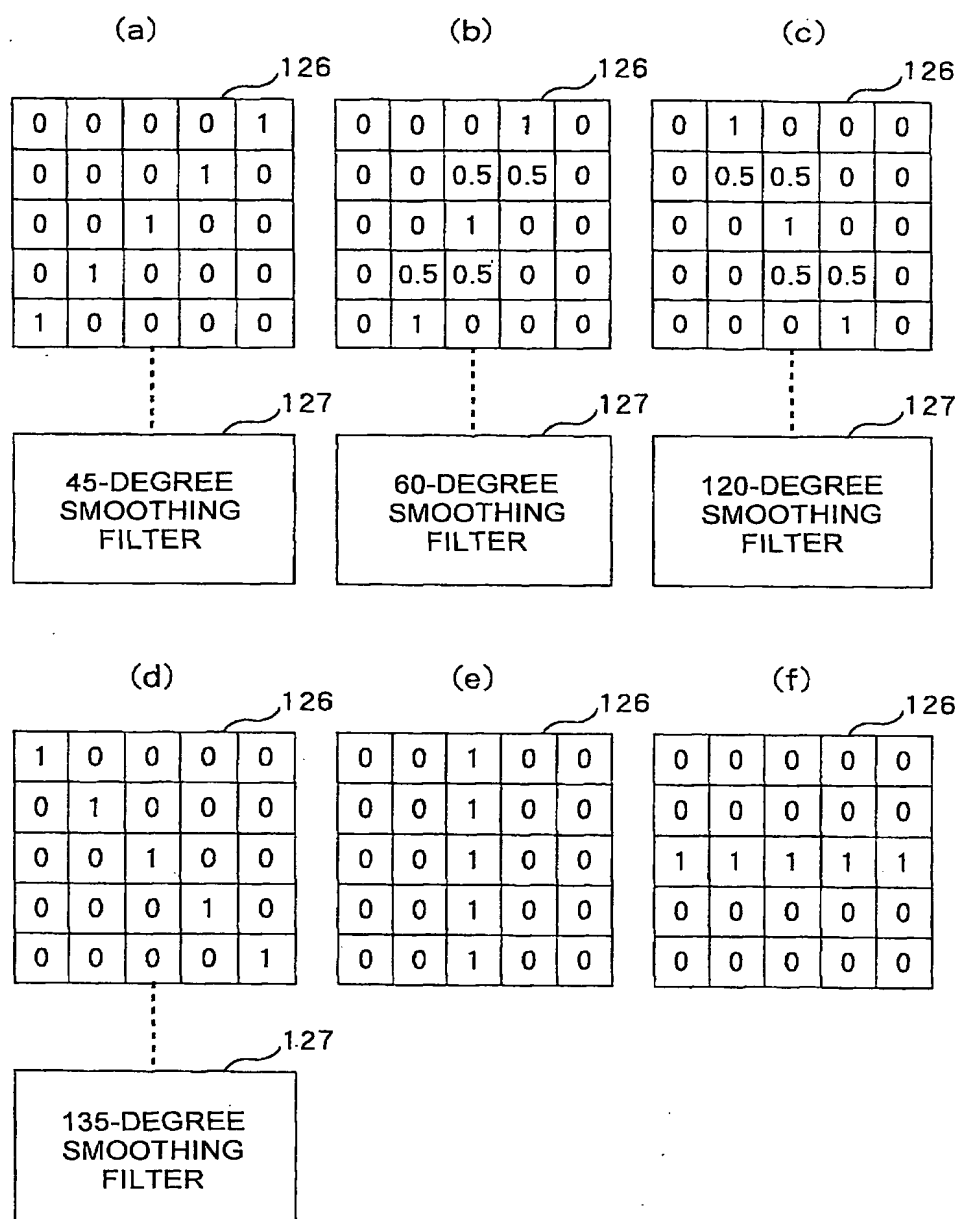 (a) (b) (c)
126 126 126
0 0 0 0 1 0 0 0 1 0 0 1 0 0 0
0 0 0 1 0 0 0 0.5 0.5 0 0 0.5 0.5 0 0
0 0 1 0 0 0 0 1 0 0 0 0 1 0 0
0 1 0 0 0 0 0.5 0.5 0 0 0 0 0.5 0.5 0
1 0 0 0 0 0 1 0 0 0 0 0 0 1 0
127 127 127
45-DEGREE
SMOOTHING
FILTER
60-DEGREE
SMOOTHING
FILTER
120-DEGREE
SMOOTHING
FILTER
(d) (e) (f)
126 126 126
1 0 0 0 0 0 0 1 0 0 0 0 0 0 0
0 1 0 0 0 0 0 1 0 0 0 0 0 0 0
0 0 1 0 0 0 0 1 0 0 1 1 1 1 1
0 0 0 1 0 0 0 1 0 0 0 0 0 0 0
0 0 0 0 1 0 0 1 0 0 0 0 0 0 0
127
135-DEGREE
SMOOTHING
FILTER